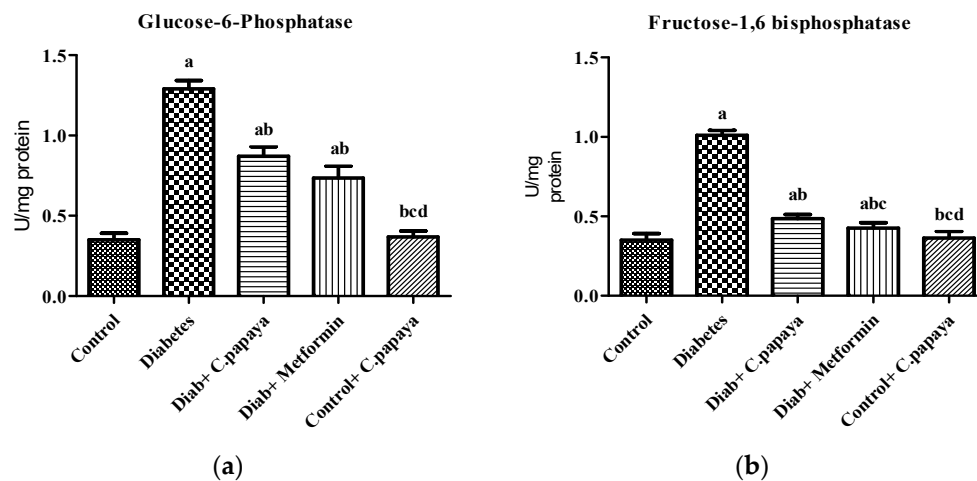 Glucose-6-Phosphatase
U/mg protein
1.5
1.0
0.5
0.0
a
ab
ab
bcd
Control
Diabetes
Diab+ C.papaya
Diab+ Metformin
Control+ C.papaya
(a)
Fructose-1,6 bisphosphatase
U/mg
protein
1.5
1.0
0.5
0.0
a
ab
abc
bcd
Control
Diabetes
Diab+ C.papaya
Diab+ Metformin
Control+ C.papaya
(b)